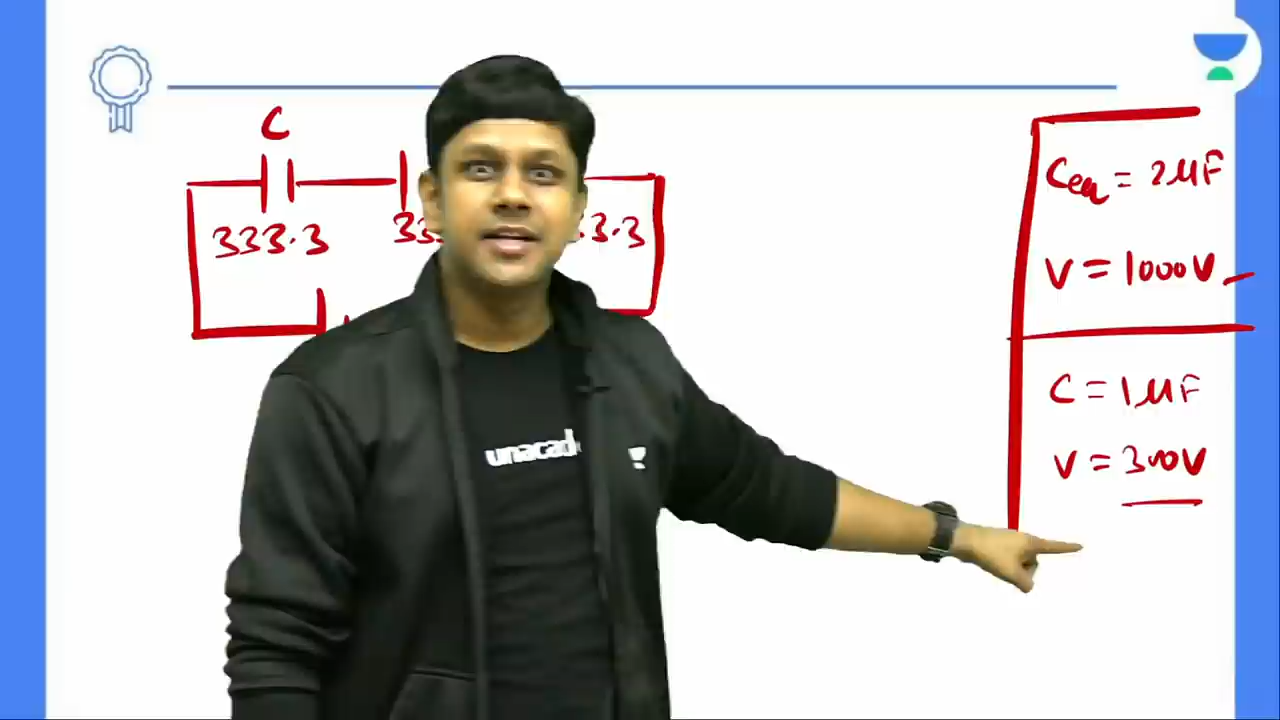 C
333.3
33
.3.3
Ceq = 2μF
V = 1000V
C = 1μF
V = 300V
unacad